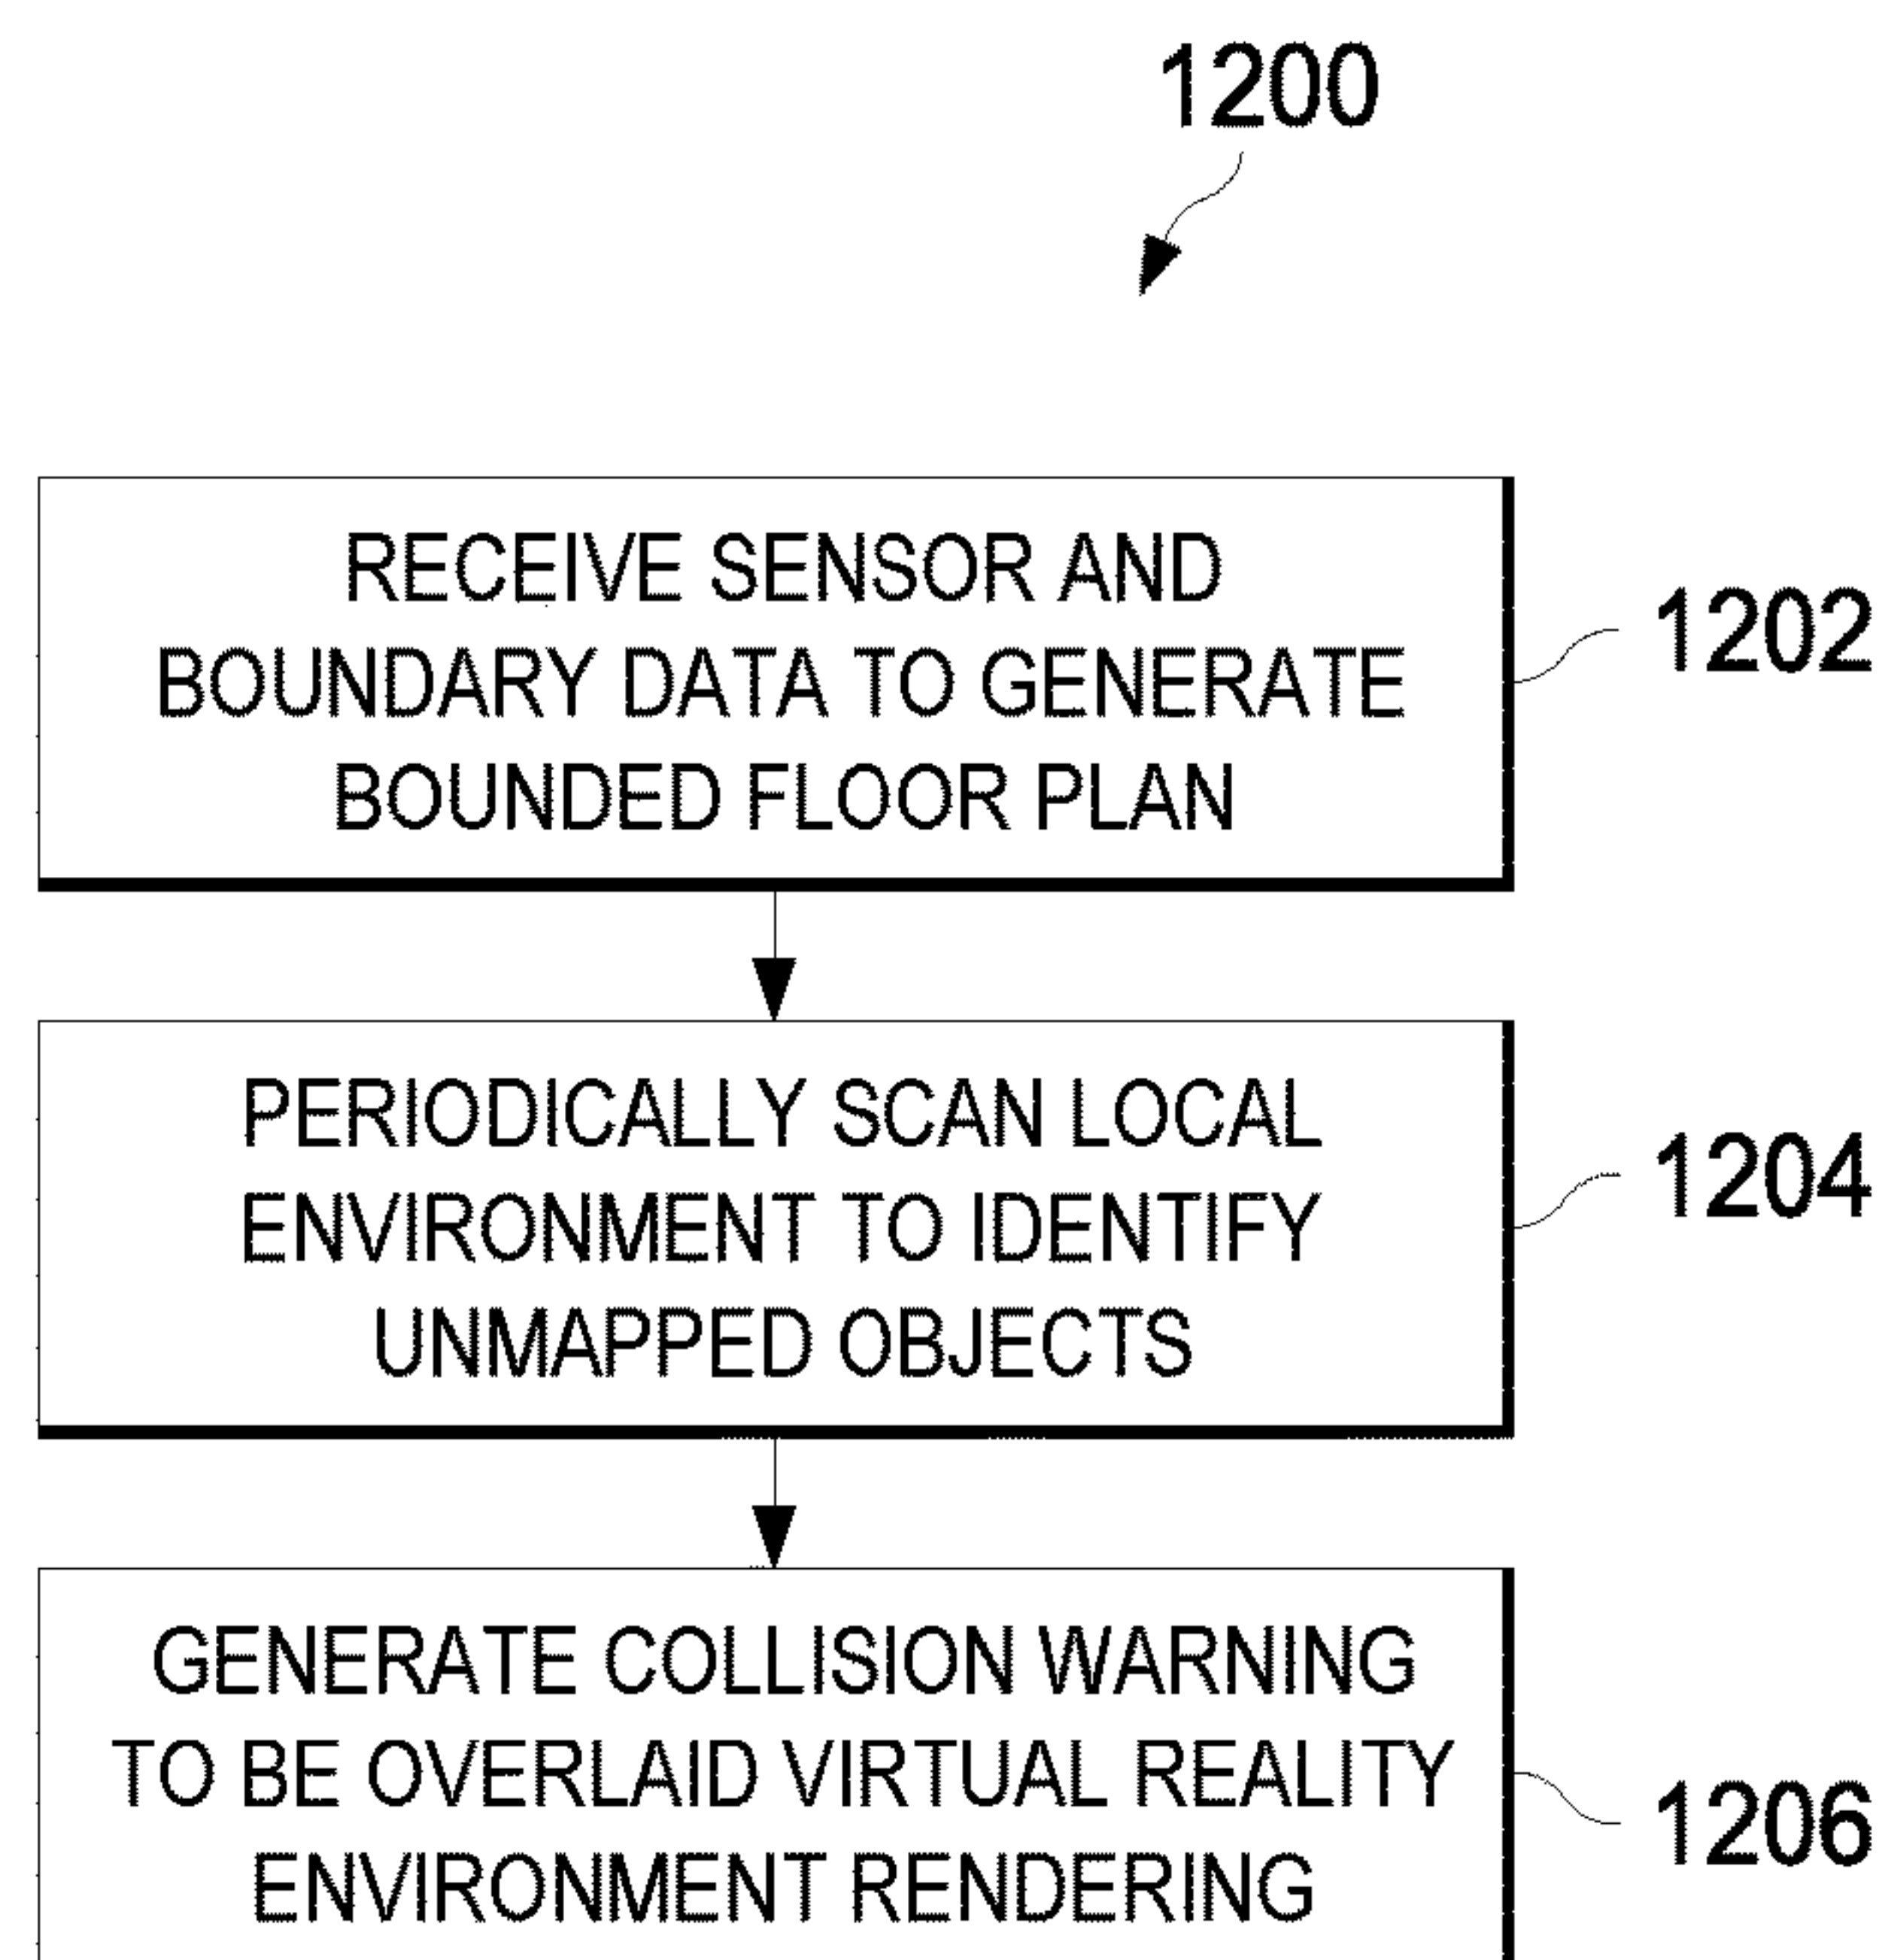 1200
RECEIVE SENSOR AND
BOUNDARY DATA TO GENERATE
BOUNDED FLOOR PLAN
1202
PERIODICALLY SCAN LOCAL
ENVIRONMENT TO IDENTIFY
UNMAPPED OBJECTS
1204
GENERATE COLLISION WARNING
TO BE OVERLAID VIRTUAL REALITY
ENVIRONMENT RENDERING
1206